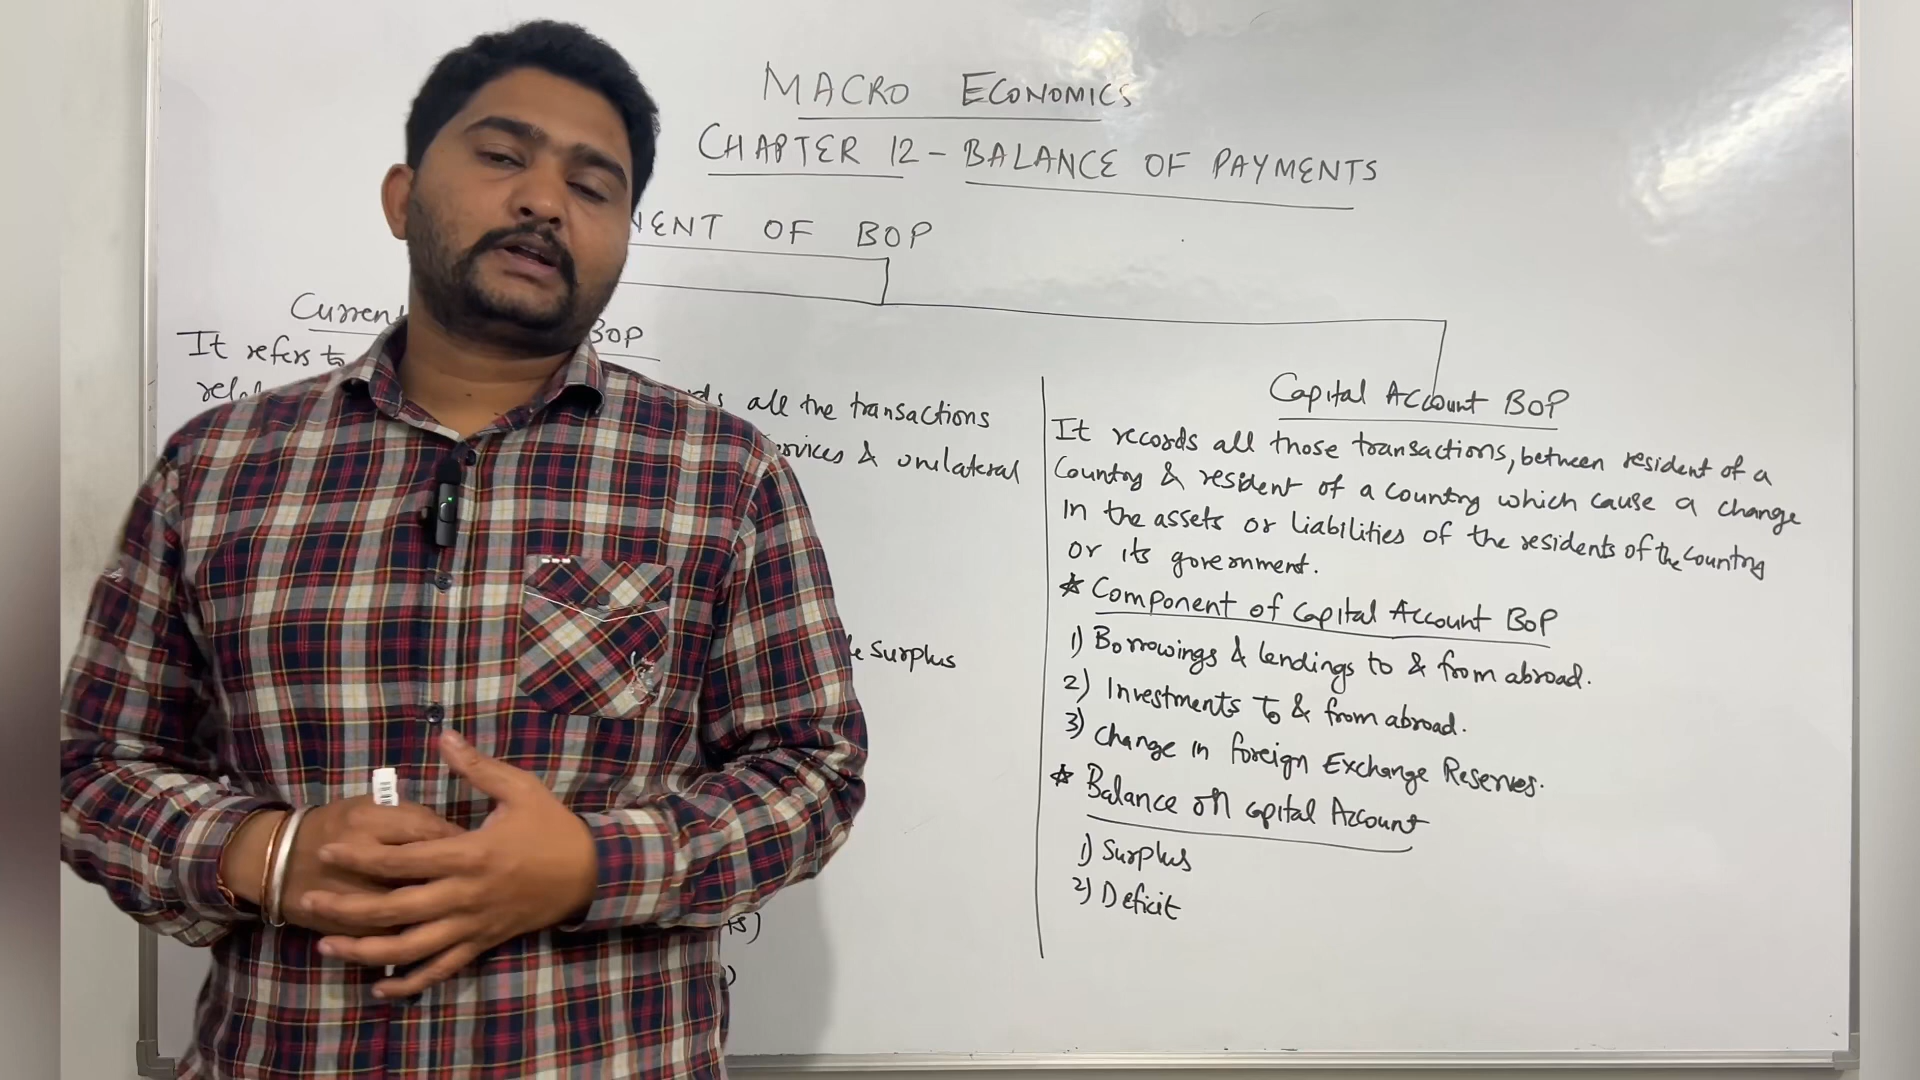 MACRO ECONOMICS
CHAPTER 12 - BALANCE OF PAYMENTS
OF BOP
BOP
It refers to
all the transactions
& unilateral
Surplus
Capital Account BOP
It records all those transactions, between resident of a
Country & resident of a country which cause a change
In the assets or liabilities of the residents of the country
or its government.
* Component of Capital Account BOP
1) Borrowings & lendings to & from abroad.
2) Investments to & from abroad.
3) Change in foreign Exchange Reserves.
* Balance on capital Account
1) Surplus
2) Deficit